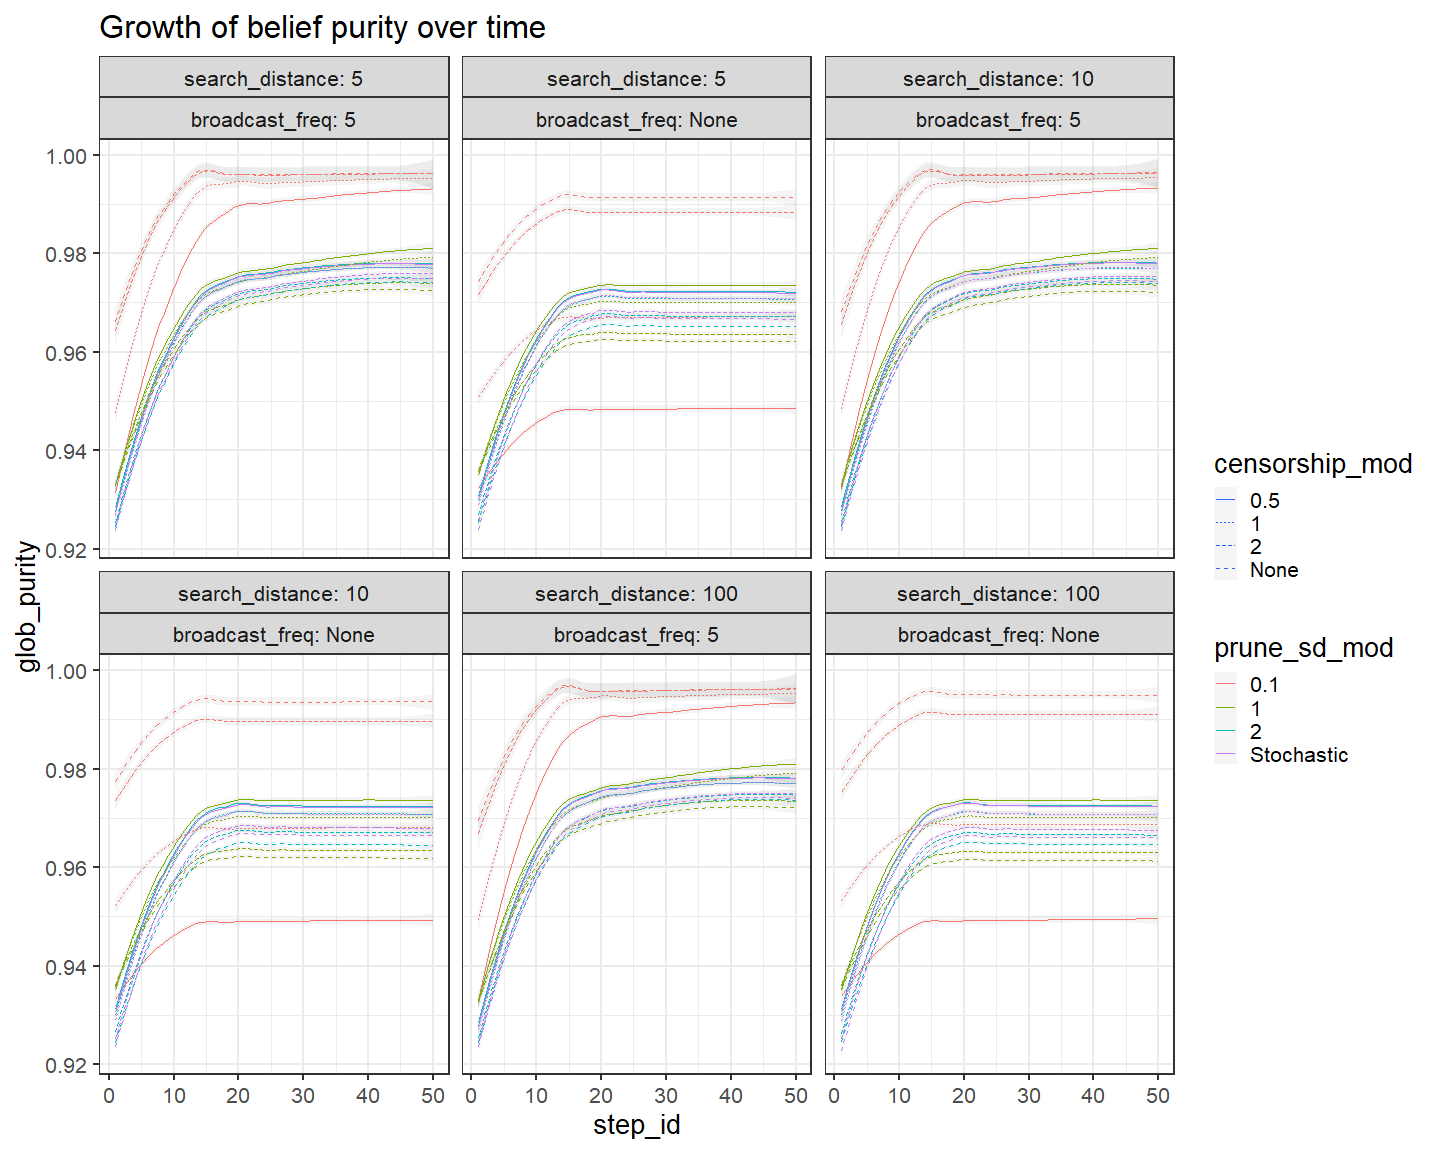 Growth of belief purity over time
search_distance: 5
broadcast_freq: 5
search_distance: 5
broadcast_freq: None
search_distance: 10
broadcast_freq: 5
1.00
0.98
0.96
0.94
0.92
search_distance: 10
broadcast_freq: None
search_distance: 100
broadcast_freq: 5
search_distance: 100
broadcast_freq: None
1.00
0.98
0.96
0.94
0.92
0 10 20 30 40 50
0 10 20 30 40 50
0 10 20 30 40 50
step_id
glob_purity
censorship_mod
0.5
1
2
None
prune_sd_mod
0.1
1
2
Stochastic